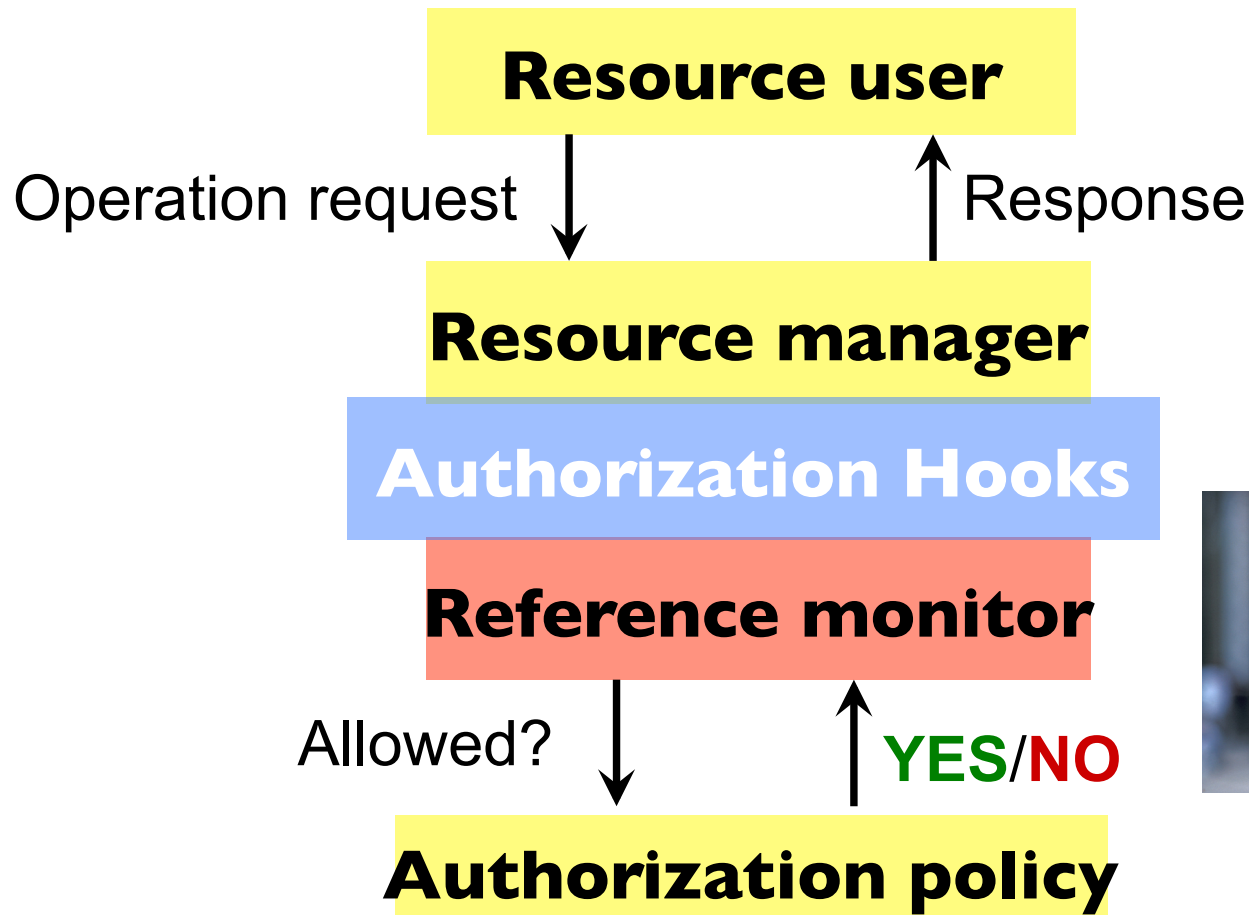 Resource user
Operation request
Response
Resource manager
Authorization Hooks
Reference monitor
Allowed?
YES/NO
Authorization policy